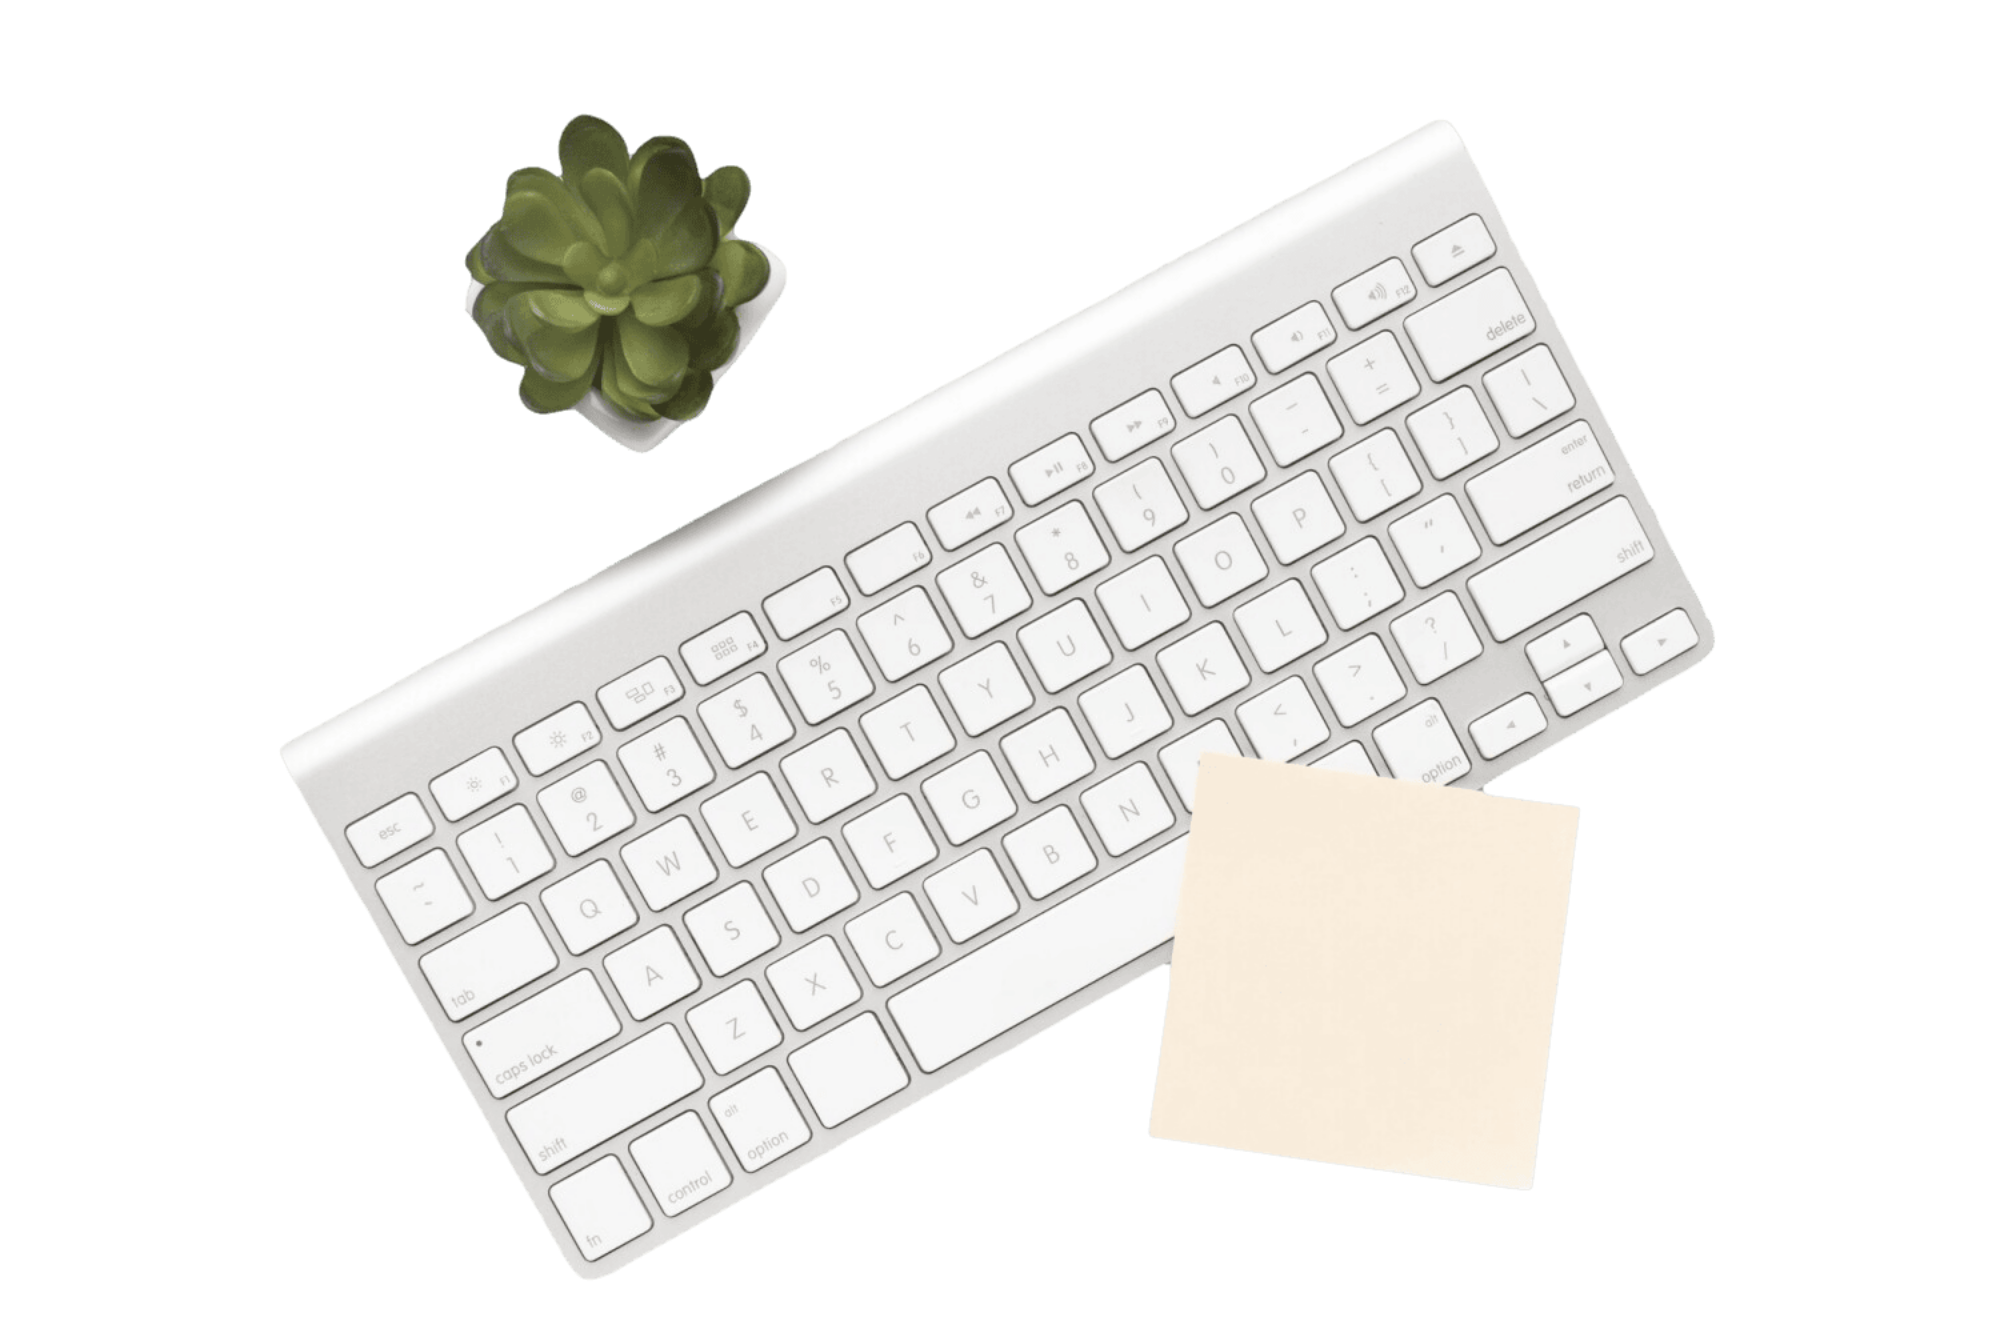 esc F1 F2 F3 F4 F5 F6 F7 F8 F9 F10 F11 F12
~ ! 1 @ 2 # 3 $ 4 % 5 ^ 6 & 7 * 8 ( 9 ) 0 – - + = delete
tab Q W E R T Y U I O P { [ } ] | \
caps lock A S D F G H J K L : ; " ' enter return
shift Z X C V B N < , > . ? / shift
fn control alt option alt option